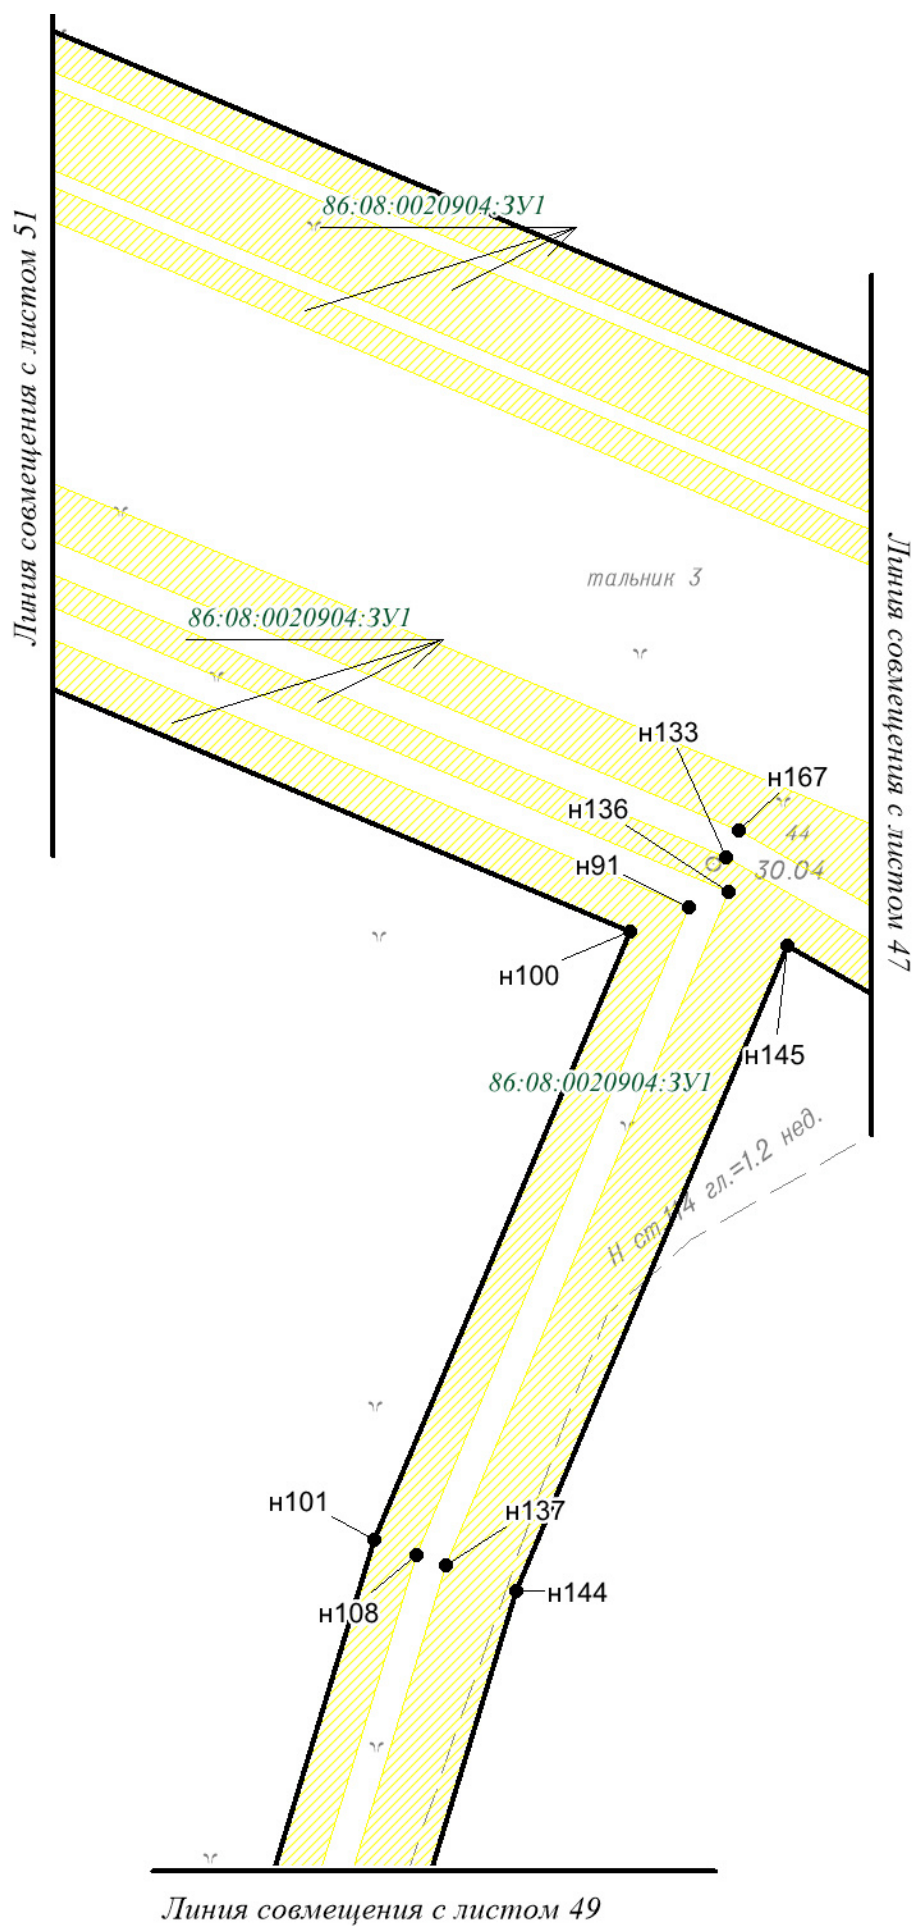 86:08:0020904:ЗУ1
Линия совмещения с листом 51
тальник 3
86:08:0020904:ЗУ1
Линия совмещения с листом 47
н133
н167
н136
44
30.04
н91
н100
н145
86:08:0020904:ЗУ1
Н ст.114 гл.=1.2 нед.
н101
н137
н108
н144
Линия совмещения с листом 49